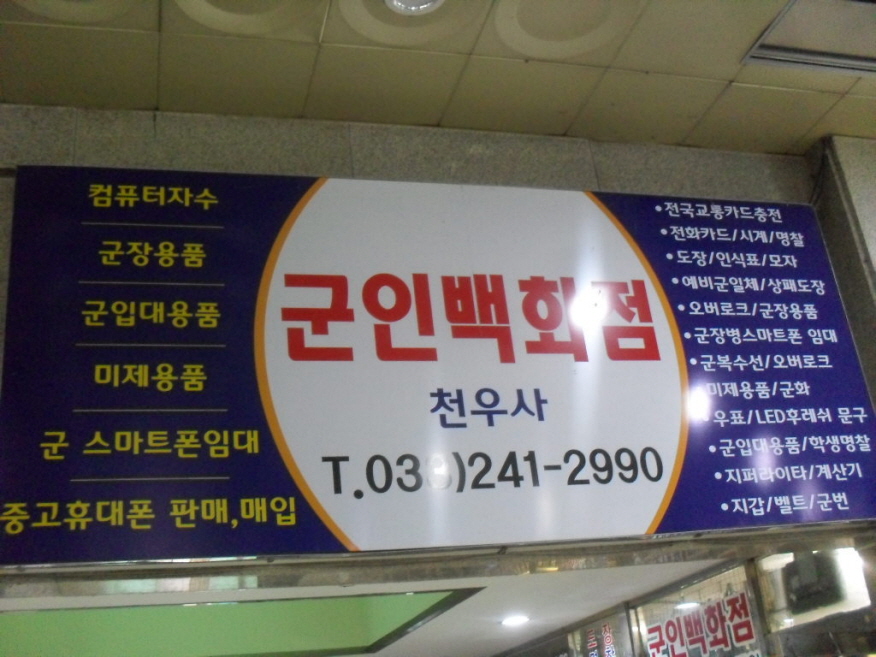 컴퓨터자수
군장용품
군입대용품
미제용품
군 스마트폰임대
중고휴대폰 판매,매입
군인백화점
천우사
T.033)241-2990
•전국교통카드충전
•전화카드/시계/명찰
•도장/인식표/모자
•예비군일체/상패도장
•오버로크/군장용품
•군장병스마트폰 임대
•군복수선/오버로크
미제용품/군화
•우표/LED후레쉬 문구
•군입대용품/학생명찰
•지퍼라이타/계산기
•지갑/벨트/군번
군인백화점